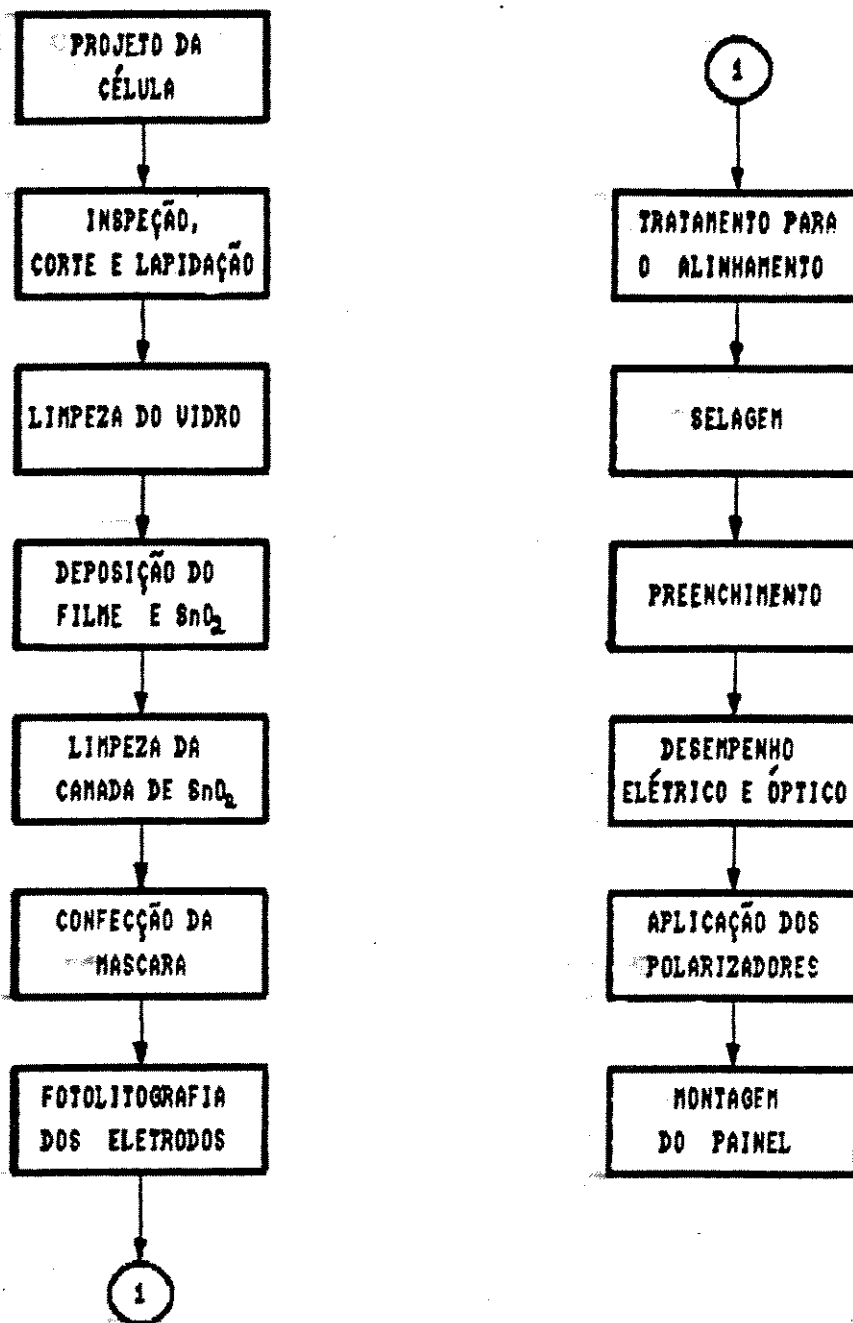 PROJETO DA
CÉLULA
INSPEÇÃO,
CORTE E LAPIDAÇÃO
LIMPEZA DO VIDRO
DEPOSIÇÃO DO
FILME E SnO₂
LIMPEZA DA
CAMADA DE SnO₂
CONFECÇÃO DA
MASCARA
FOTOLITOGRAFIA
DOS ELETRODOS
1
1
TRATAMENTO PARA
O ALINHAMENTO
SELAGEM
PREENCHIMENTO
DESEMPENHO
ELÉTRICO E ÓPTICO
APLICAÇÃO DOS
POLARIZADORES
MONTAGEM
DO PAINEL